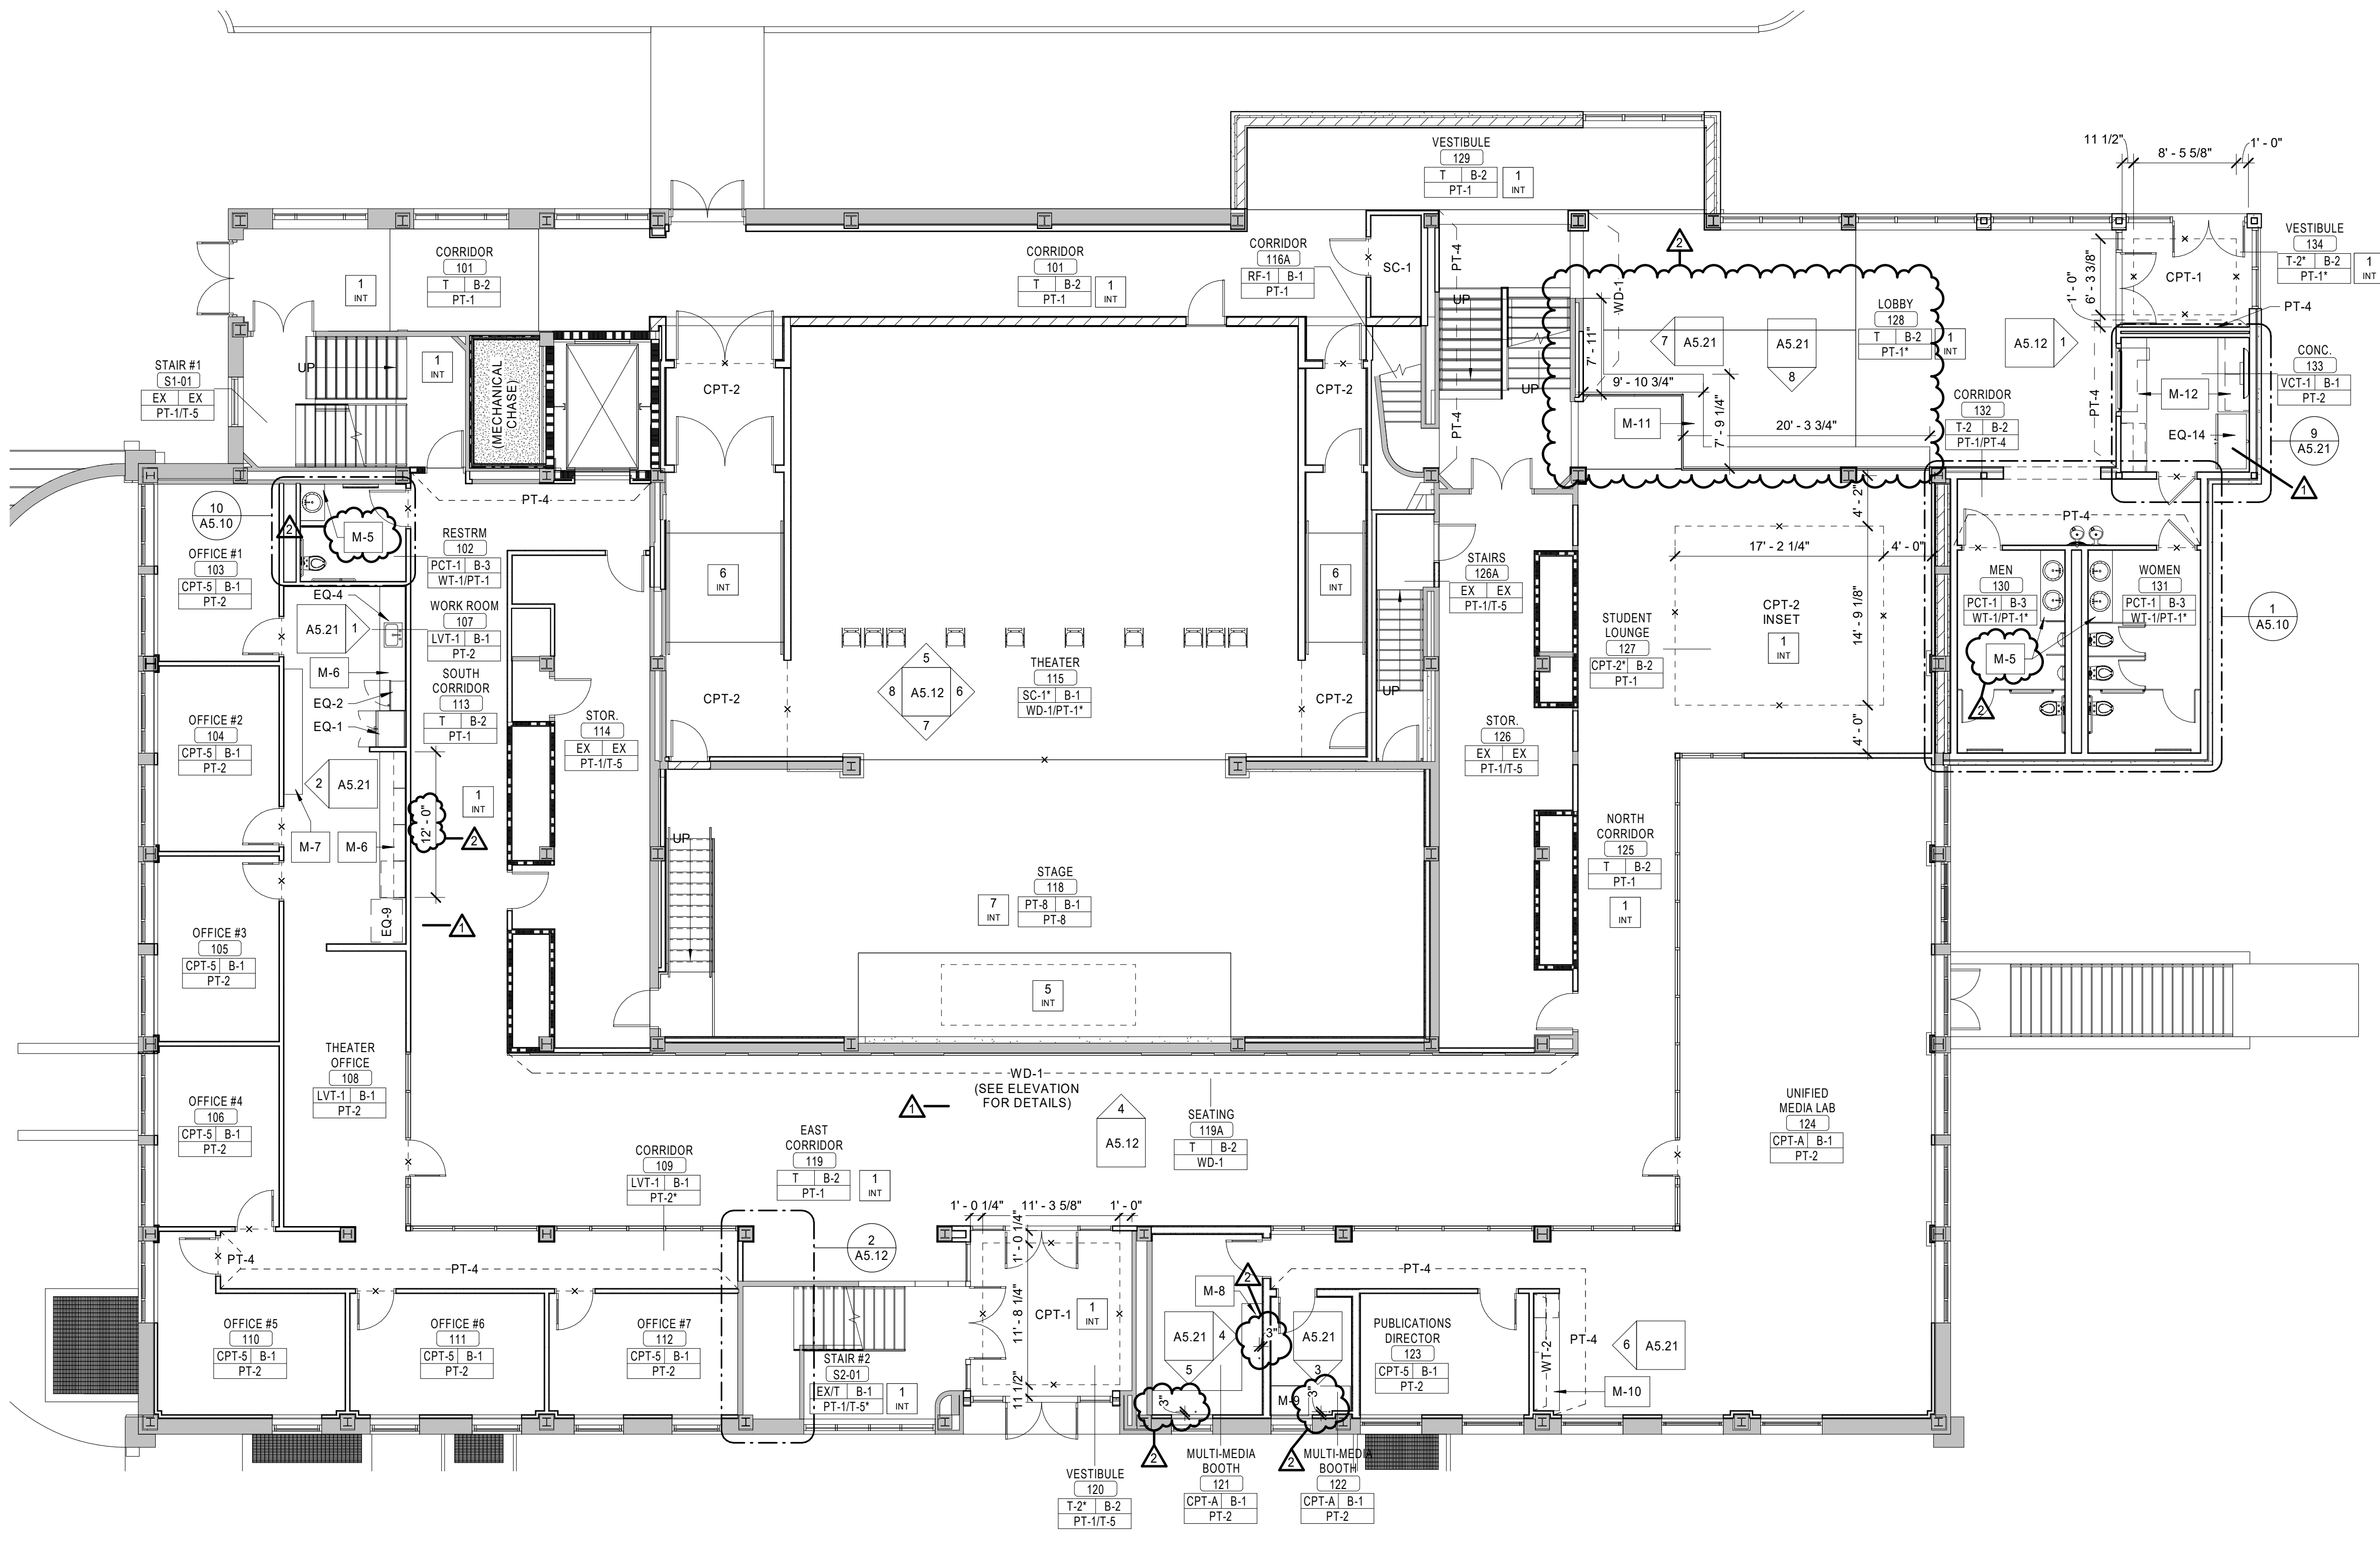 11 1/2"
8' - 5 5/8"
1' - 0"
VESTIBULE
129
T B-2
PT-1
1
INT
VESTIBULE
134
T-2* B-2
PT-1*
1
INT
CORRIDOR
101
T B-2
PT-1
1
INT
CORRIDOR
101
T B-2
PT-1
1
INT
CORRIDOR
116A
RF-1 B-1
PT-1
SC-1
PT-4
UP
PT-4
UP
WD-1
2
7' - 11"
7
A5.21
A5.21
8
LOBBY
128
T B-2
PT-1*
1
INT
9' - 10 3/4"
7' - 9 1/4"
20' - 3 3/4"
M-11
A5.12
1
1' - 0"
6' - 3 3/8"
CPT-1
PT-4
PT-4
CONC.
133
VCT-1 B-1
PT-2
M-12
EQ-14
9
A5.21
1
CORRIDOR
132
T-2 B-2
PT-1/PT-4
STAIR #1
S1-01
EX EX
PT-1/T-5
UP
1
INT
(MECHANICAL
CHASE)
CPT-2
CPT-2
PT-4
10
A5.10
2
M-5
RESTRM
102
PCT-1 B-3
WT-1/PT-1
OFFICE #1
103
CPT-5 B-1
PT-2
EQ-4
A5.21
1
WORK ROOM
107
LVT-1 B-1
PT-2
M-6
EQ-2
EQ-1
SOUTH
CORRIDOR
113
T B-2
PT-1
OFFICE #2
104
CPT-5 B-1
PT-2
2
A5.21
M-7
M-6
12' - 0"
2
1
INT
EQ-9
1
STOR.
114
EX EX
PT-1/T-5
6
INT
6
INT
CPT-2
CPT-2
5
8
A5.12
6
7
THEATER
115
SC-1* B-1
WD-1/PT-1*
UP
STAIRS
126A
EX EX
PT-1/T-5
STOR.
126
EX EX
PT-1/T-5
STUDENT
LOUNGE
127
CPT-2* B-2
PT-1
4' - 2"
17' - 2 1/4"
4' - 0"
CPT-2
INSET
1
INT
14' - 9 1/8"
4' - 0"
PT-4
MEN
130
PCT-1 B-3
WT-1/PT-1*
WOMEN
131
PCT-1 B-3
WT-1/PT-1*
M-5
2
1
A5.10
NORTH
CORRIDOR
125
T B-2
PT-1
1
INT
UP
STAGE
118
PT-8 B-1
PT-8
7
INT
5
INT
OFFICE #3
105
CPT-5 B-1
PT-2
THEATER
OFFICE
108
LVT-1 B-1
PT-2
OFFICE #4
106
CPT-5 B-1
PT-2
WD-1
(SEE ELEVATION
FOR DETAILS)
1
4
A5.12
SEATING
119A
T B-2
WD-1
EAST
CORRIDOR
119
T B-2
PT-1
1
INT
CORRIDOR
109
LVT-1 B-1
PT-2*
UNIFIED
MEDIA LAB
124
CPT-A B-1
PT-2
PT-4
PT-4
2
A5.12
1' - 0 1/4"
11' - 3 5/8"
1' - 0"
1' - 0 1/4"
11' - 8 1/4"
11 1/2"
CPT-1
1
INT
OFFICE #5
110
CPT-5 B-1
PT-2
OFFICE #6
111
CPT-5 B-1
PT-2
OFFICE #7
112
CPT-5 B-1
PT-2
STAIR #2
S2-01
EX/T B-1
PT-1/T-5*
1
INT
2
M-8
A5.21
4
5
3"
A5.21
3
3"
M-9
3"
2
2
PT-4
PUBLICATIONS
DIRECTOR
123
CPT-5 B-1
PT-2
WT-2
PT-4
6
A5.21
M-10
VESTIBULE
120
T-2* B-2
PT-1/T-5
MULTI-MEDIA
BOOTH
121
CPT-A B-1
PT-2
MULTI-MEDIA
BOOTH
122
CPT-A B-1
PT-2